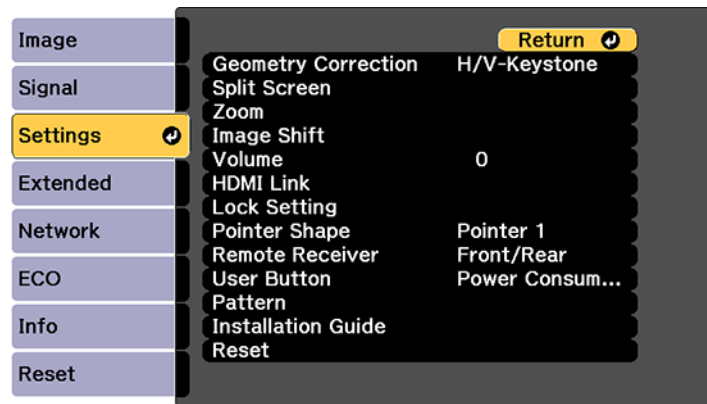 Image
Signal
Settings
Extended
Network
ECO
Info
Reset
Return
Geometry Correction H/V-Keystone
Split Screen
Zoom
Image Shift
Volume 0
HDMI Link
Lock Setting
Pointer Shape Pointer 1
Remote Receiver Front/Rear
User Button Power Consum...
Pattern
Installation Guide
Reset